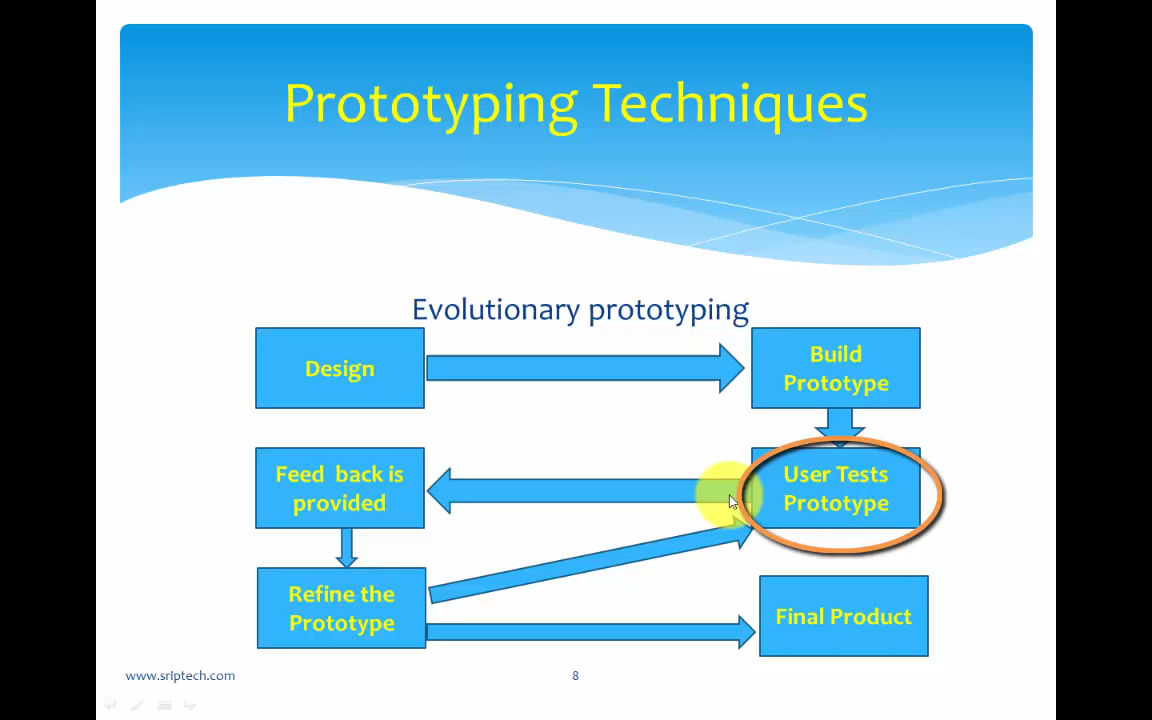 Prototyping Techniques
Evolutionary prototyping
Design
Build
Prototype
User Tests
Prototype
Feed back is
provided
Refine the
Prototype
Final Product
www.sriptech.com
8